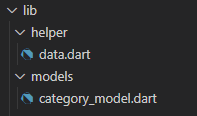 lib
helper
data.dart
models
category_model.dart